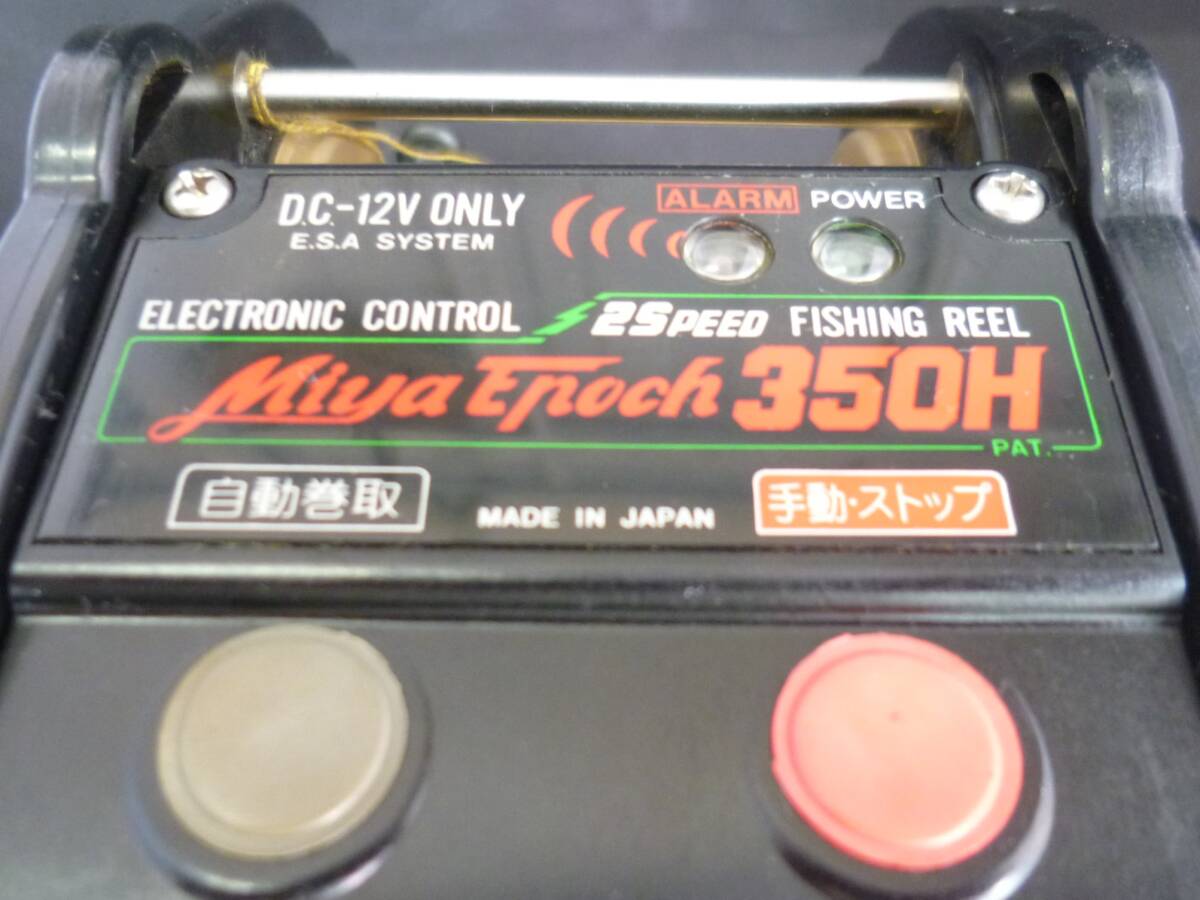 D.C.-12V ONLY
E.S.A SYSTEM
ALARM POWER
ELECTRONIC CONTROL 2SPEED FISHING REEL
Miya Epoch 350H
PAT.
自動巻取
MADE IN JAPAN
手動・ストップ